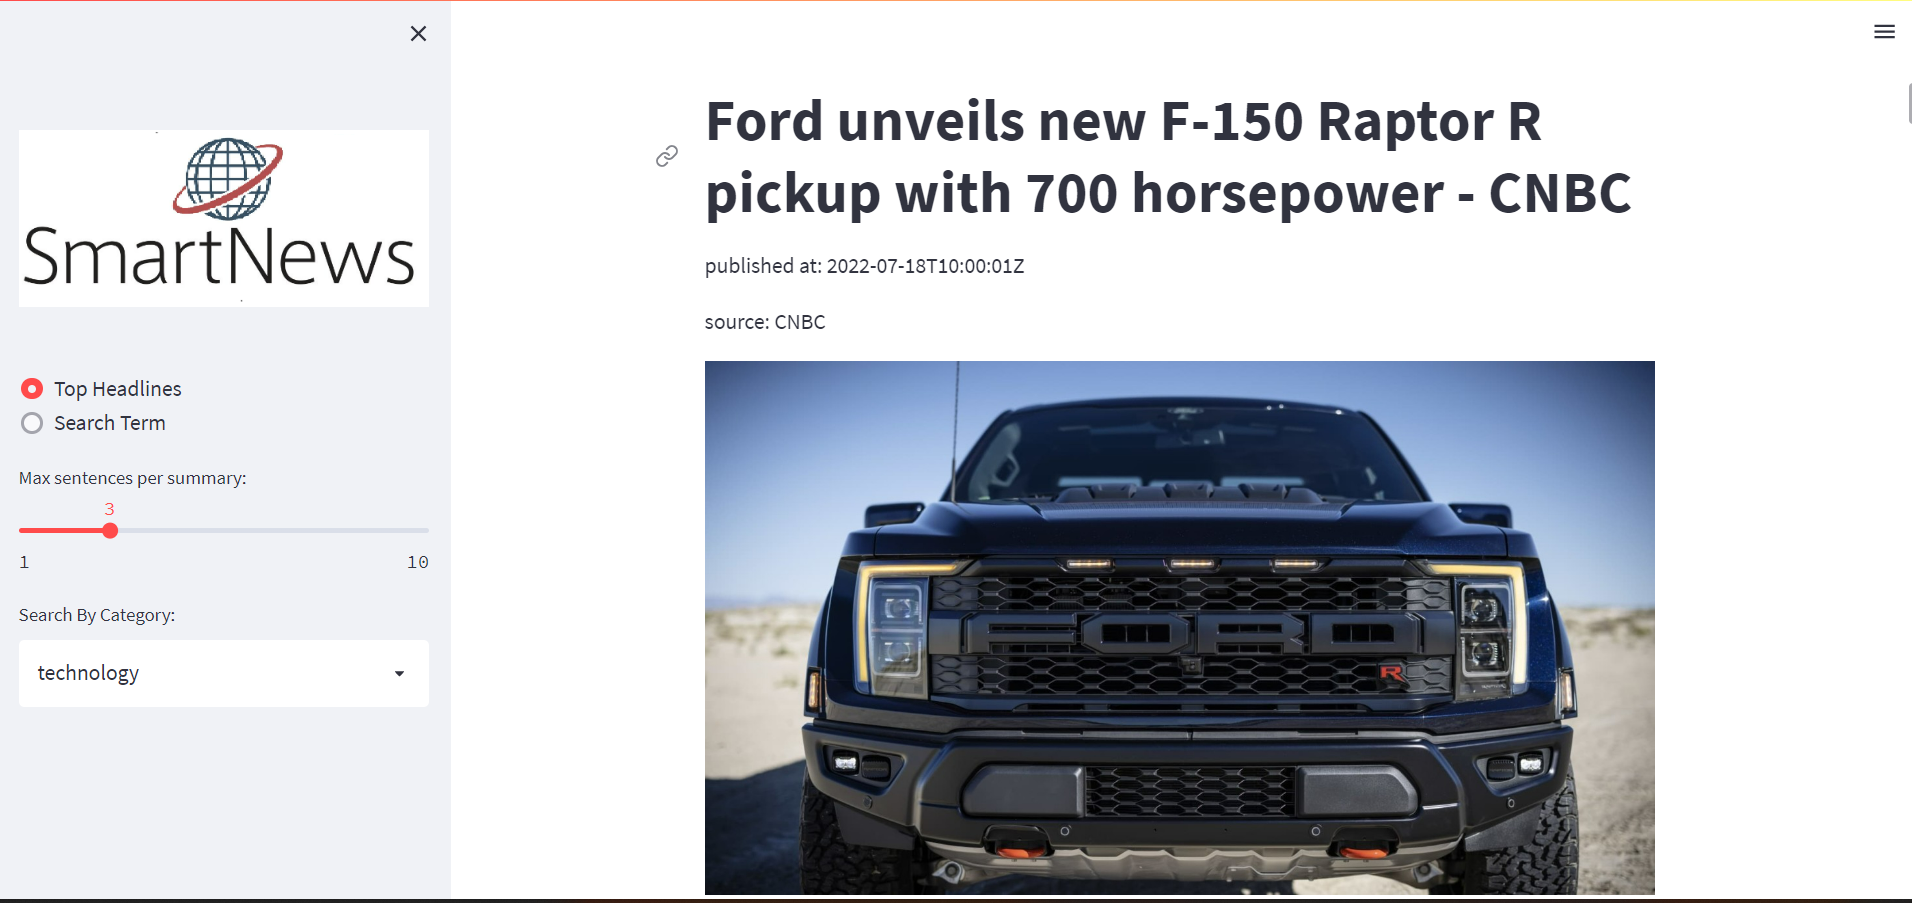 SmartNews
Top Headlines
Search Term
Max sentences per summary:
3
1 10
Search By Category:
technology
Ford unveils new F-150 Raptor R
pickup with 700 horsepower - CNBC
published at: 2022-07-18T10:00:01Z
source: CNBC
FORD
R